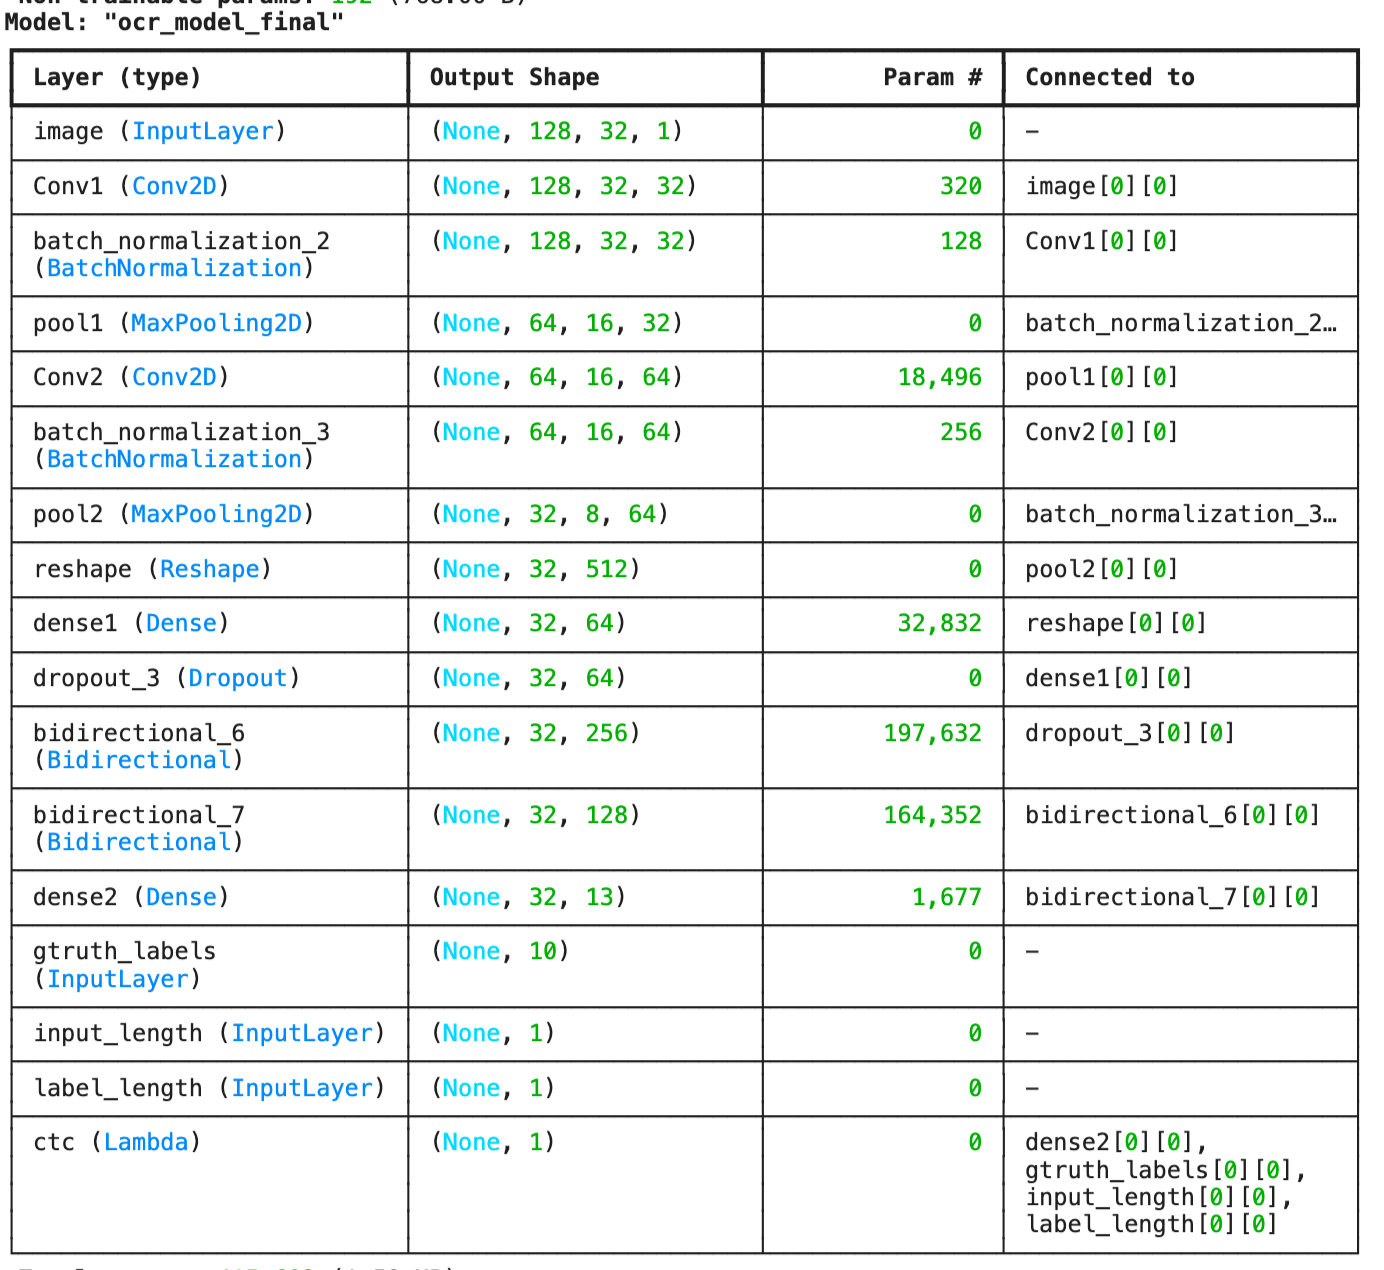 Non-trainable params: 192 (768.00 B)
Model: "ocr_model_final"
Layer (type) Output Shape Param # Connected to
image (InputLayer) (None, 128, 32, 1) 0 –
Conv1 (Conv2D) (None, 128, 32, 32) 320 image[0][0]
batch_normalization_2 (None, 128, 32, 32) 128 Conv1[0][0]
(BatchNormalization)
pool1 (MaxPooling2D) (None, 64, 16, 32) 0 batch_normalization_2…
Conv2 (Conv2D) (None, 64, 16, 64) 18,496 pool1[0][0]
batch_normalization_3 (None, 64, 16, 64) 256 Conv2[0][0]
(BatchNormalization)
pool2 (MaxPooling2D) (None, 32, 8, 64) 0 batch_normalization_3…
reshape (Reshape) (None, 32, 512) 0 pool2[0][0]
dense1 (Dense) (None, 32, 64) 32,832 reshape[0][0]
dropout_3 (Dropout) (None, 32, 64) 0 dense1[0][0]
bidirectional_6 (None, 32, 256) 197,632 dropout_3[0][0]
(Bidirectional)
bidirectional_7 (None, 32, 128) 164,352 bidirectional_6[0][0]
(Bidirectional)
dense2 (Dense) (None, 32, 13) 1,677 bidirectional_7[0][0]
gtruth_labels (None, 10) 0 –
(InputLayer)
input_length (InputLayer) (None, 1) 0 –
label_length (InputLayer) (None, 1) 0 –
ctc (Lambda) (None, 1) 0 dense2[0][0],
gtruth_labels[0][0],
input_length[0][0],
label_length[0][0]